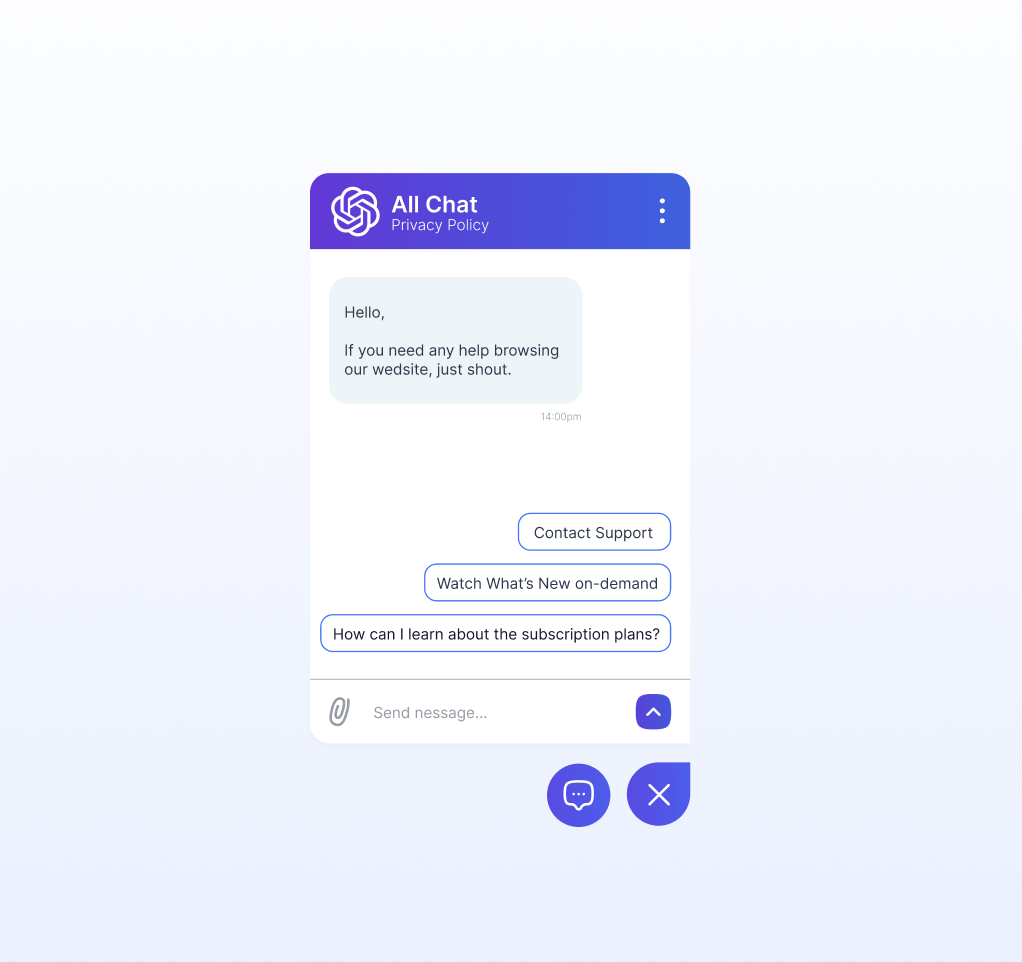 All Chat
Privacy Policy
Hello,
If you need any help browsing
our wedsite, just shout.
14:00pm
Contact Support
Watch What’s New on-demand
How can I learn about the subscription plans?
Send nessage...